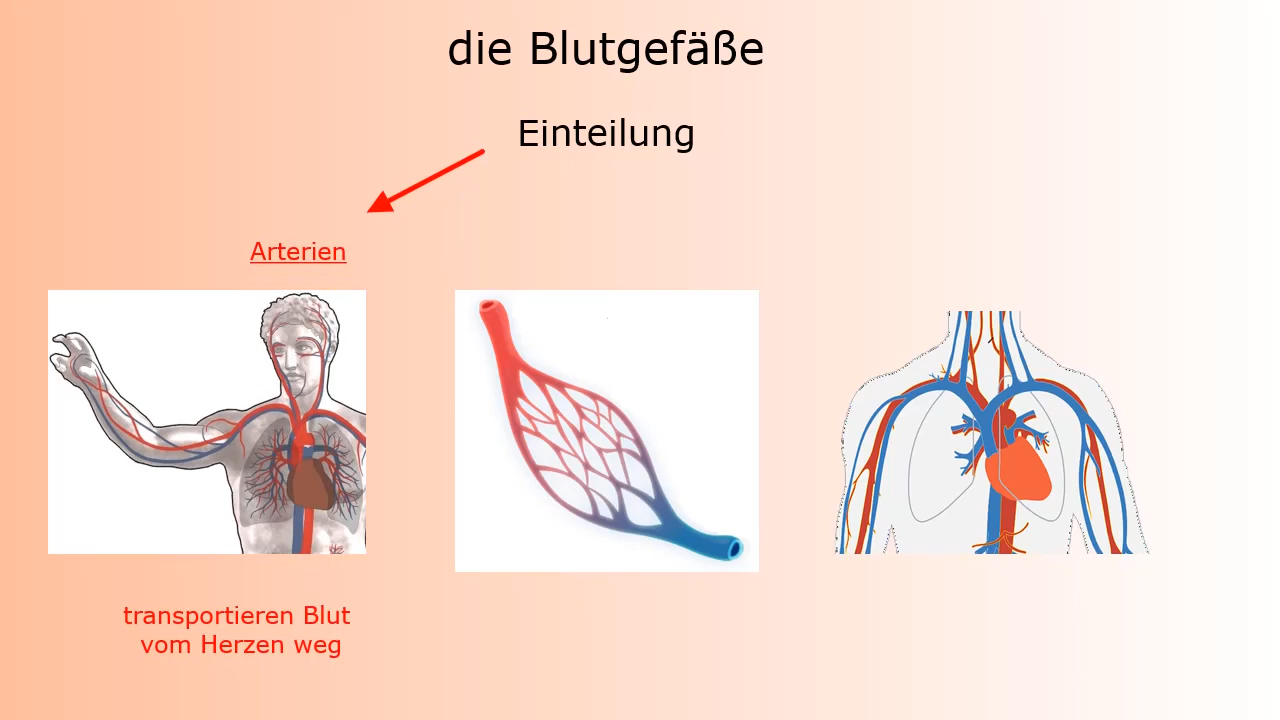 die Blutgefäße
Einteilung
Arterien
transportieren Blut
vom Herzen weg